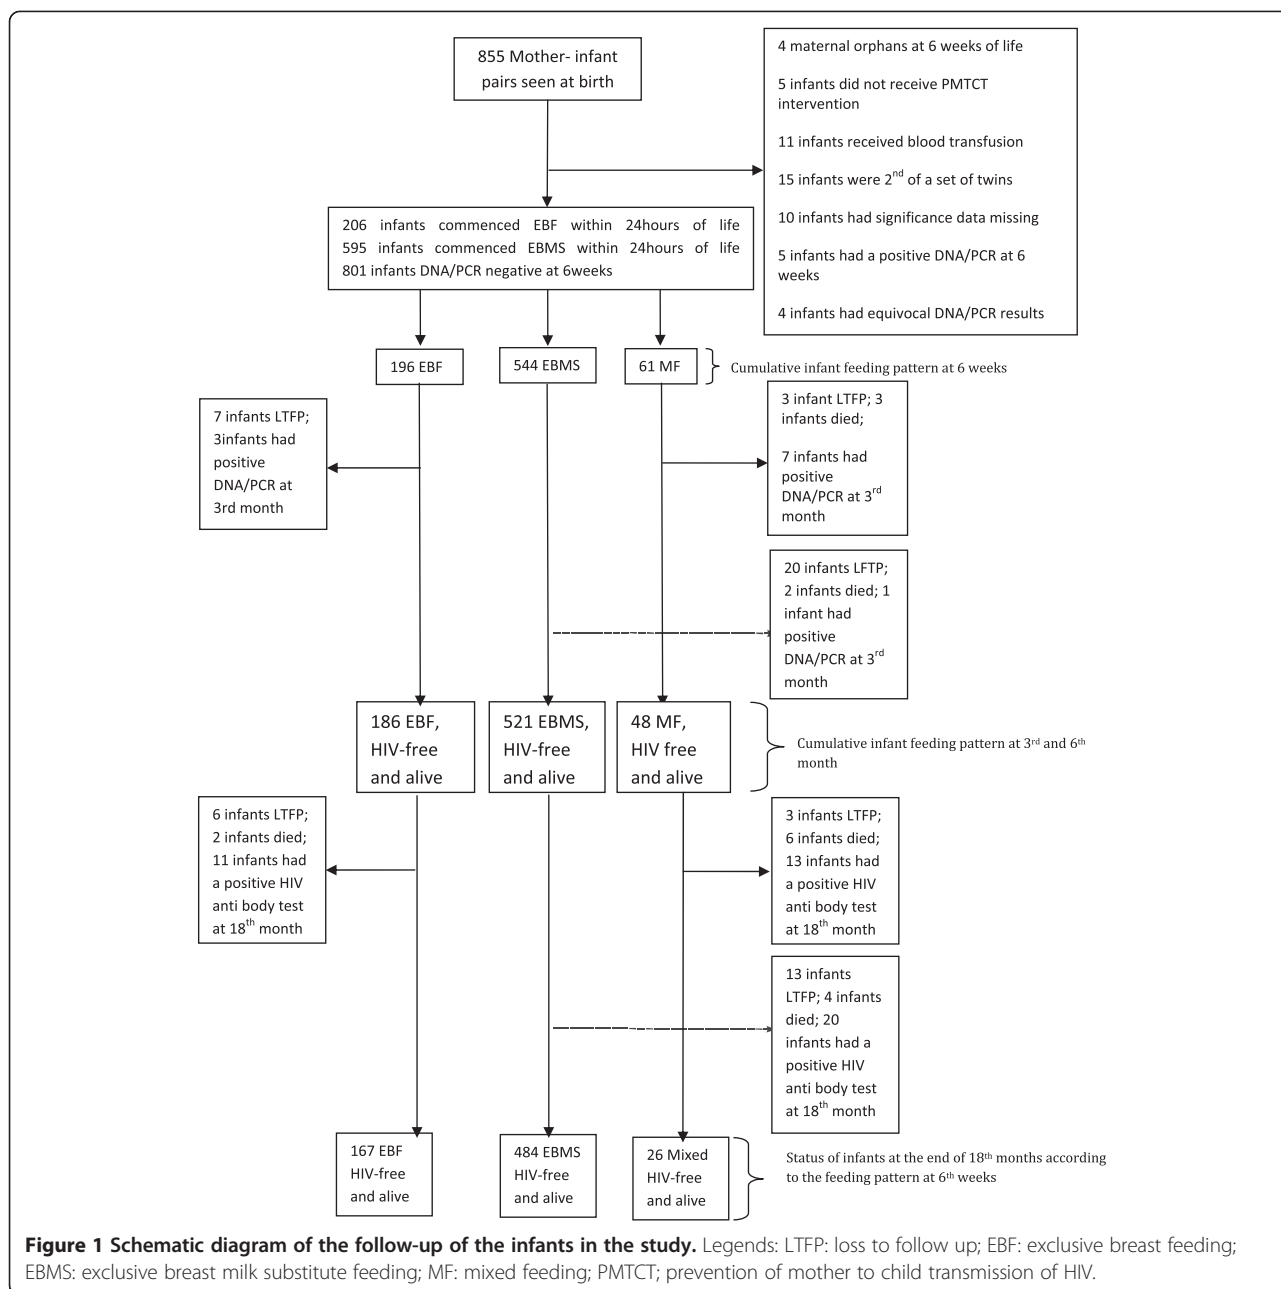 855 Mother- infant
pairs seen at birth
4 maternal orphans at 6 weeks of life
5 infants did not receive PMTCT
intervention
11 infants received blood transfusion
15 infants were 2nd of a set of twins
10 infants had significance data missing
5 infants had a positive DNA/PCR at 6
weeks
4 infants had equivocal DNA/PCR results
206 infants commenced EBF within 24hours of life
595 infants commenced EBMS within 24hours of life
801 infants DNA/PCR negative at 6weeks
196 EBF
544 EBMS
61 MF
Cumulative infant feeding pattern at 6 weeks
7 infants LTFP;
3infants had
positive
DNA/PCR at
3rd month
3 infant LTFP; 3
infants died;
7 infants had
positive
DNA/PCR at 3rd
month
20 infants LFTP;
2 infants died; 1
infant had
positive
DNA/PCR at 3rd
month
186 EBF,
HIV-free
and alive
521 EBMS,
HIV-free
and alive
48 MF,
HIV free
and alive
Cumulative infant feeding pattern at 3rd and 6th
month
6 infants LTFP;
2 infants died;
11 infants had
a positive HIV
anti body test
at 18th month
3 infants LTFP;
6 infants died;
13 infants had
a positive HIV
anti body test
at 18th month
13 infants
LTFP; 4 infants
died; 20
infants had a
positive HIV
anti body test
at 18th month
167 EBF
HIV-free
and alive
484 EBMS
HIV-free
and alive
26 Mixed
HIV-free
and alive
Status of infants at the end of 18th months according
to the feeding pattern at 6th weeks
Figure 1 Schematic diagram of the follow-up of the infants in the study. Legends: LTFP: loss to follow up; EBF: exclusive breast feeding;
EBMS: exclusive breast milk substitute feeding; MF: mixed feeding; PMTCT; prevention of mother to child transmission of HIV.